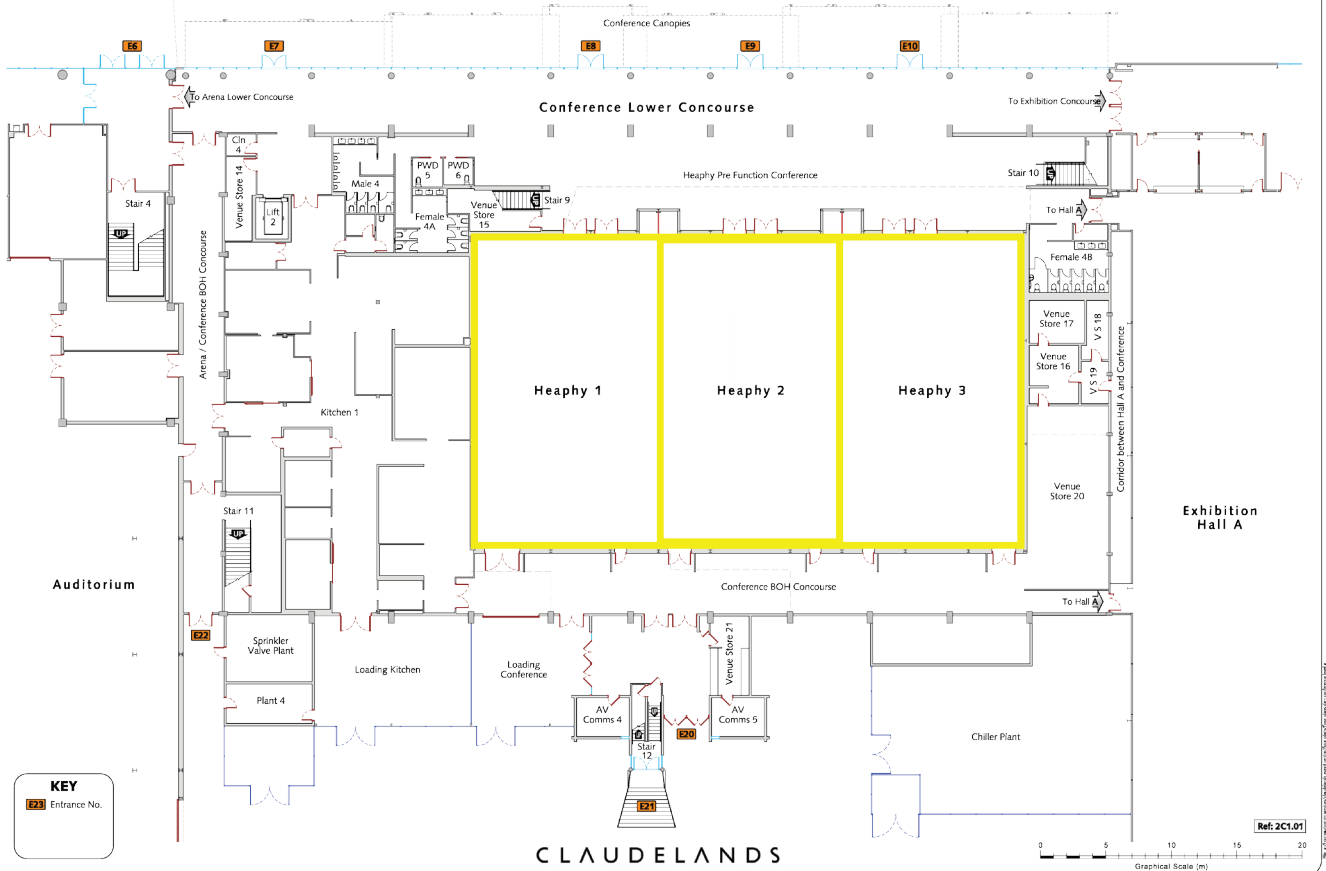 Conference Canopies
E6
E7
E8
E9
E10
To Arena Lower Concourse
Conference Lower Concourse
To Exhibition Concourse
Cln
4
Venue Store 14
Lift
2
Male 4
PWD
5
PWD
6
Female
4A
Venue
Store
15
Stair 9
UP
Heaphy Pre Function Conference
Stair 10
UP
To Hall A
Stair 4
UP
Arena / Conference BOH Concourse
Female 4B
Venue
Store 17
V S 18
Venue
Store 16
V S 19
Corridor between Hall A and Conference
Heaphy 1
Heaphy 2
Heaphy 3
Kitchen 1
Venue
Store 20
Exhibition
Hall A
Stair 11
UP
Auditorium
Conference BOH Concourse
To Hall A
E22
Sprinkler
Valve Plant
Loading Kitchen
Loading
Conference
Venue Store 21
Plant 4
AV
Comms 4
AV
Comms 5
E20
Stair
12
Chiller Plant
E21
KEY
E23 Entrance No.
Ref: 2C1.01
CLAUDELANDS
0 5 10 15 20
Graphical Scale (m)